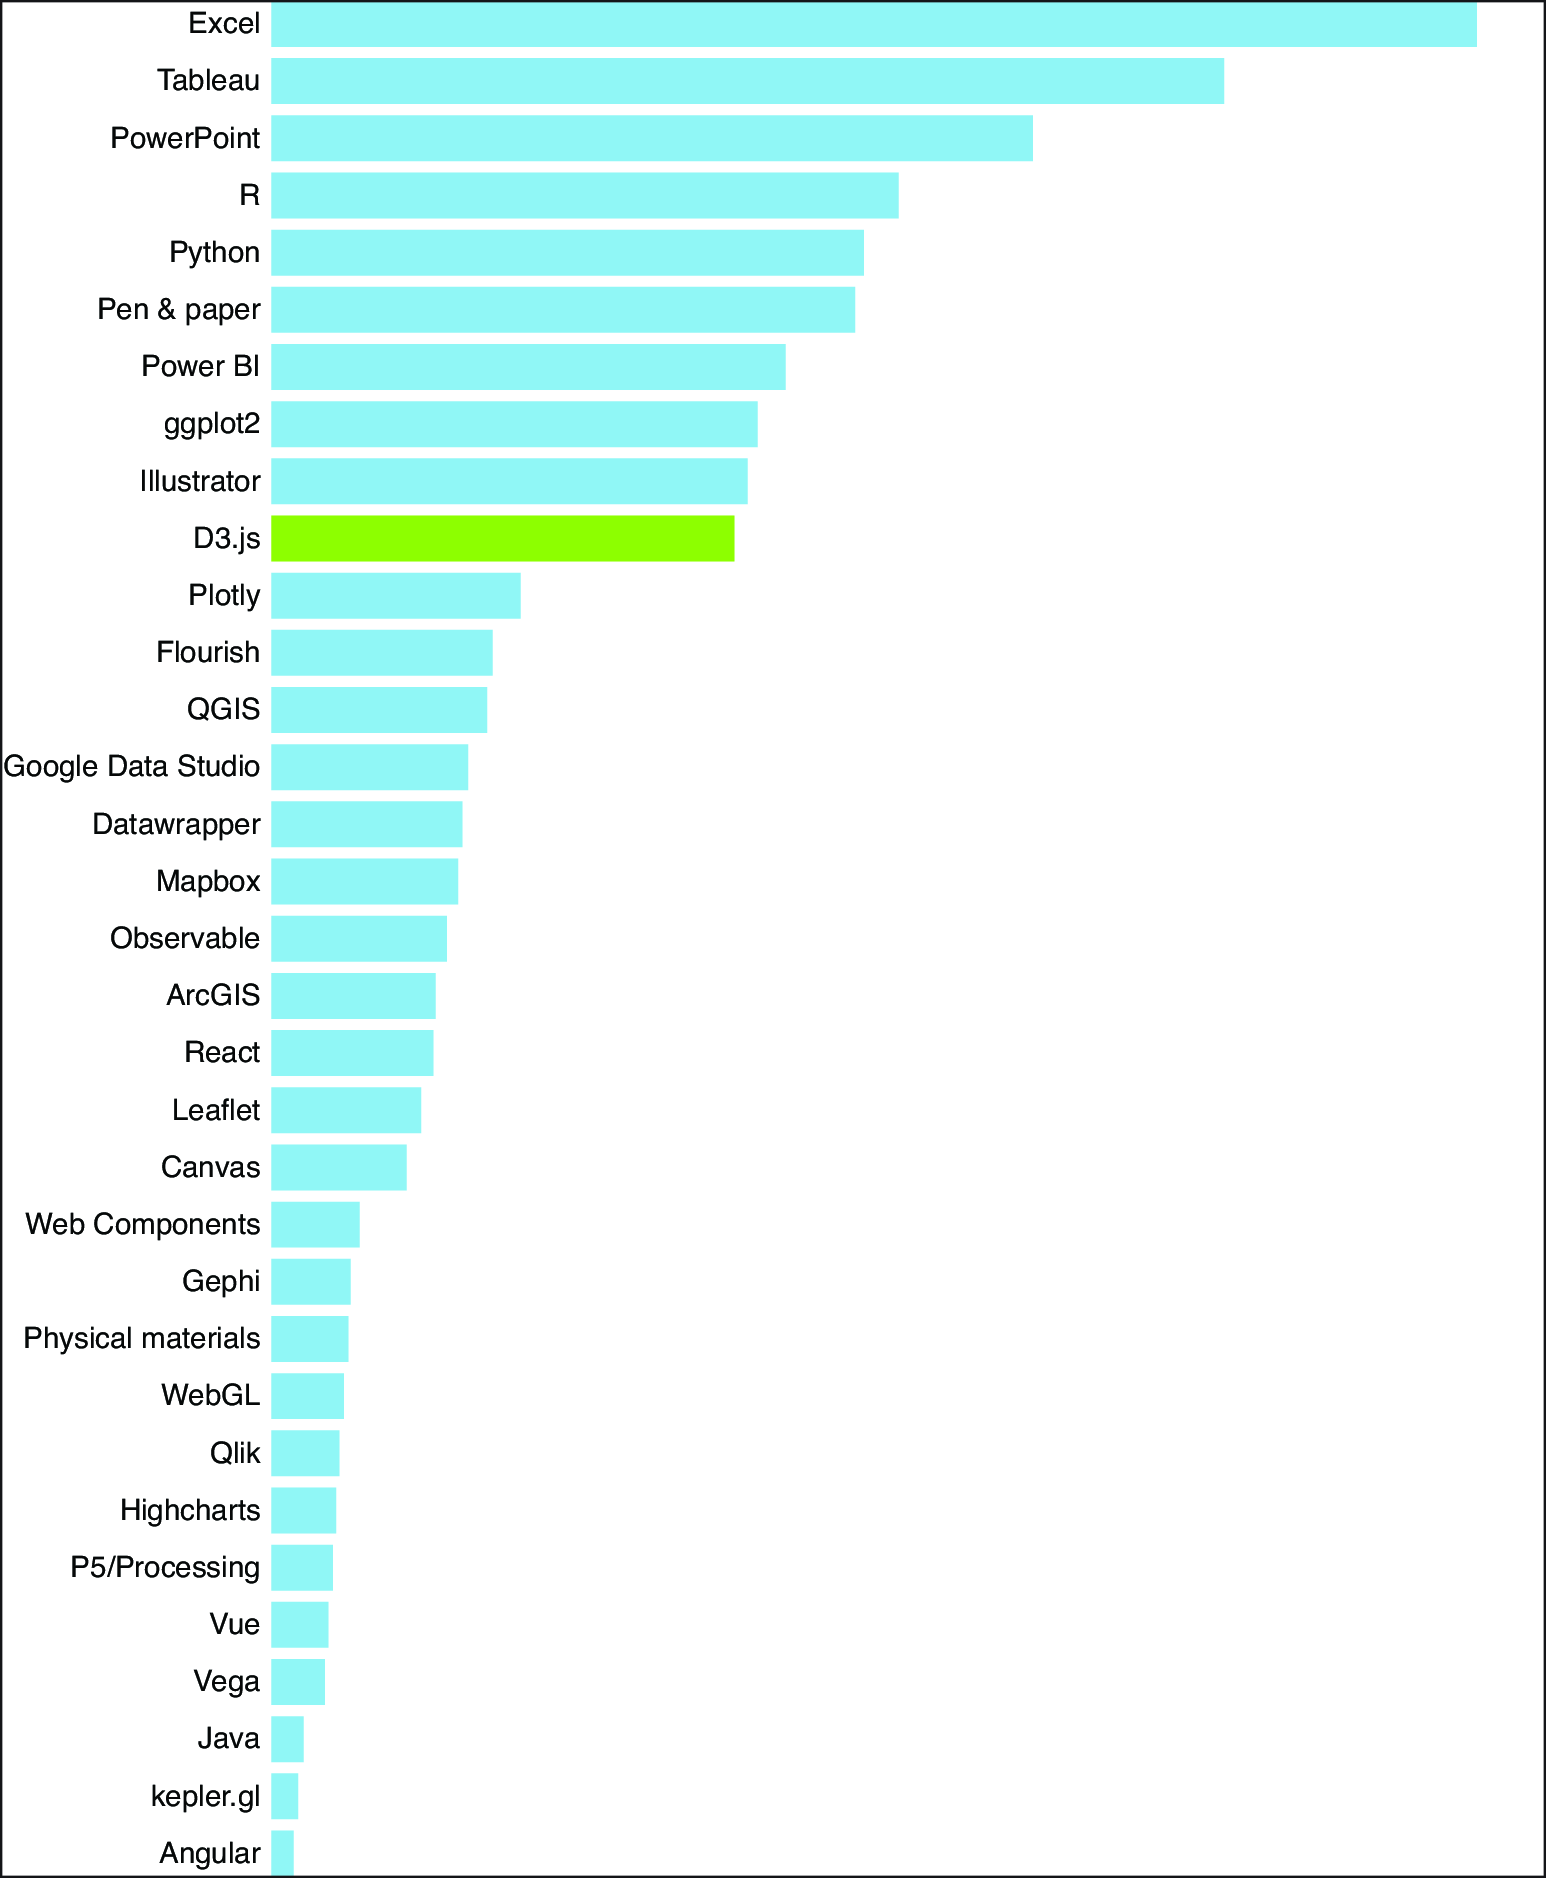 Excel
Tableau
PowerPoint
R
Python
Pen & paper
Power BI
ggplot2
Illustrator
D3.js
Plotly
Flourish
QGIS
Google Data Studio
Datawrapper
Mapbox
Observable
ArcGIS
React
Leaflet
Canvas
Web Components
Gephi
Physical materials
WebGL
Qlik
Highcharts
P5/Processing
Vue
Vega
Java
kepler.gl
Angular